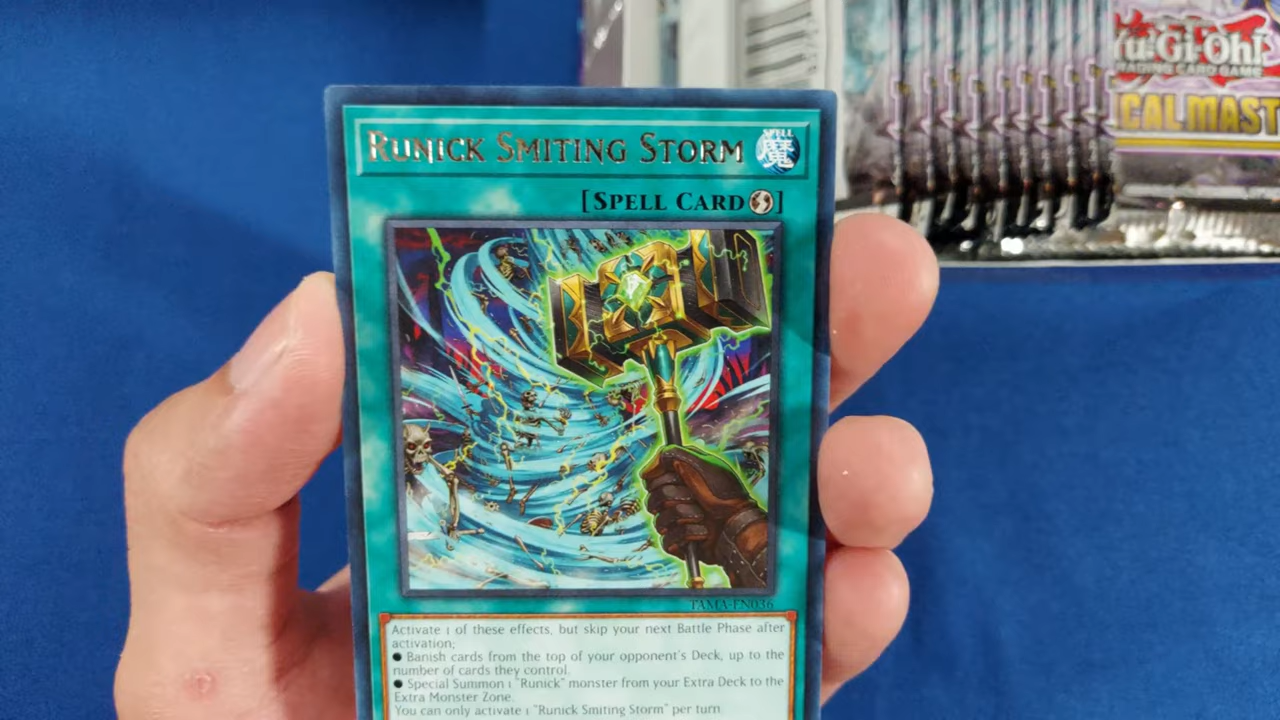 Yu-Gi-Oh!
TRADING CARD GAME
ICAL MAST
RUNICK SMITING STORM
SPELL
魔
[SPELL CARD]
TAMA-EN036
Activate 1 of these effects, but skip your next Battle Phase after
activation;
● Banish cards from the top of your opponent's Deck, up to the
number of cards they control.
● Special Summon 1 "Runick" monster from your Extra Deck to the
Extra Monster Zone.
You can only activate 1 "Runick Smiting Storm" per turn